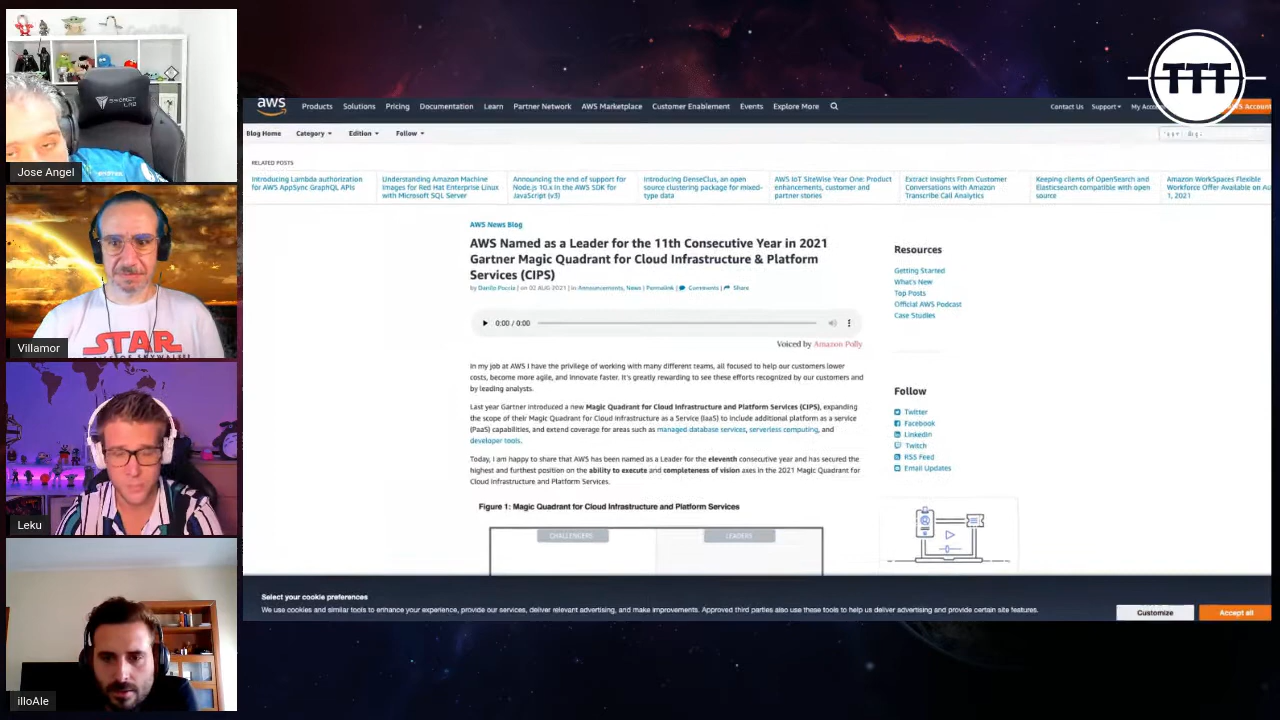 TTT
SECRET LAB
Jose Angel
STAR
Villamor
Leku
illoAle
aws
Products Solutions Pricing Documentation Learn Partner Network AWS Marketplace Customer Enablement Events Explore More
Contact Us Support My AWS Account
Blog Home Category Edition Follow
RELATED POSTS
Introducing Lambda authorization
for AWS AppSync GraphQL APIs
Understanding Amazon Machine
Images for Red Hat Enterprise Linux
with Microsoft SQL Server
Announcing the end of support for
Node.js 10.x in the AWS SDK for
JavaScript (v3)
Introducing DenseClus, an open
source clustering package for mixed-
type data
AWS IoT SiteWise Year One: Product
enhancements, customer and
partner stories
Extract Insights From Customer
Conversations with Amazon
Transcribe Call Analytics
Keeping clients of OpenSearch and
Elasticsearch compatible with open
source
Amazon WorkSpaces Flexible
Workforce Offer Available on Au
1, 2021
AWS News Blog
AWS Named as a Leader for the 11th Consecutive Year in 2021
Gartner Magic Quadrant for Cloud Infrastructure & Platform
Services (CIPS)
by Danilo Poccia | on 02 AUG 2021 | in Announcements, News | Permalink | Comments | Share
0:00 / 0:00
Voiced by Amazon Polly
In my job at AWS I have the privilege of working with many different teams, all focused to help our customers lower
costs, become more agile, and innovate faster. It's greatly rewarding to see these efforts recognized by our customers and
by leading analysts.
Last year Gartner introduced a new Magic Quadrant for Cloud Infrastructure and Platform Services (CIPS), expanding
the scope of their Magic Quadrant for Cloud Infrastructure as a Service (IaaS) to include additional platform as a service
(PaaS) capabilities, and extend coverage for areas such as managed database services, serverless computing, and
developer tools.
Today, I am happy to share that AWS has been named as a Leader for the eleventh consecutive year and has secured the
highest and furthest position on the ability to execute and completeness of vision axes in the 2021 Magic Quadrant for
Cloud Infrastructure and Platform Services.
Figure 1: Magic Quadrant for Cloud Infrastructure and Platform Services
CHALLENGERS LEADERS
Resources
Getting Started
What's New
Top Posts
Official AWS Podcast
Case Studies
Follow
Twitter
Facebook
LinkedIn
Twitch
RSS Feed
Email Updates
Select your cookie preferences
We use cookies and similar tools to enhance your experience, provide our services, deliver relevant advertising, and make improvements. Approved third parties also use these tools to help us deliver advertising and provide certain site features.
Customize
Accept all